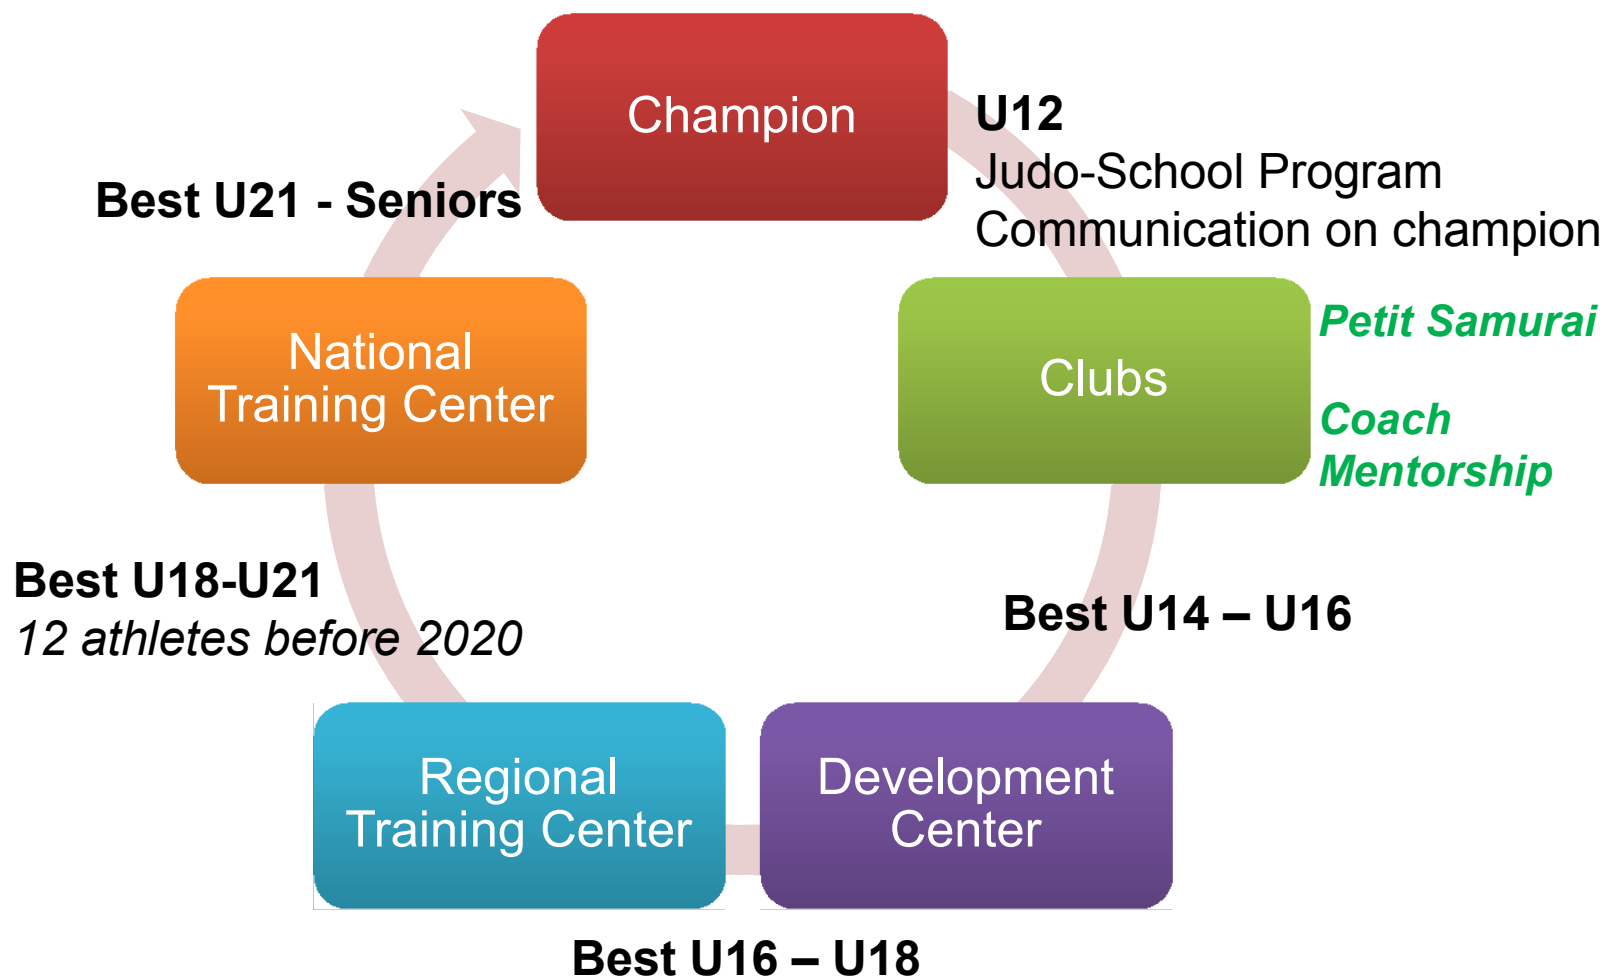 Champion
U12
Judo-School Program
Communication on champion
Best U21 - Seniors
National
Training Center
Clubs
Petit Samurai
Coach
Mentorship
Best U18-U21
12 athletes before 2020
Best U14 – U16
Regional
Training Center
Development
Center
Best U16 – U18